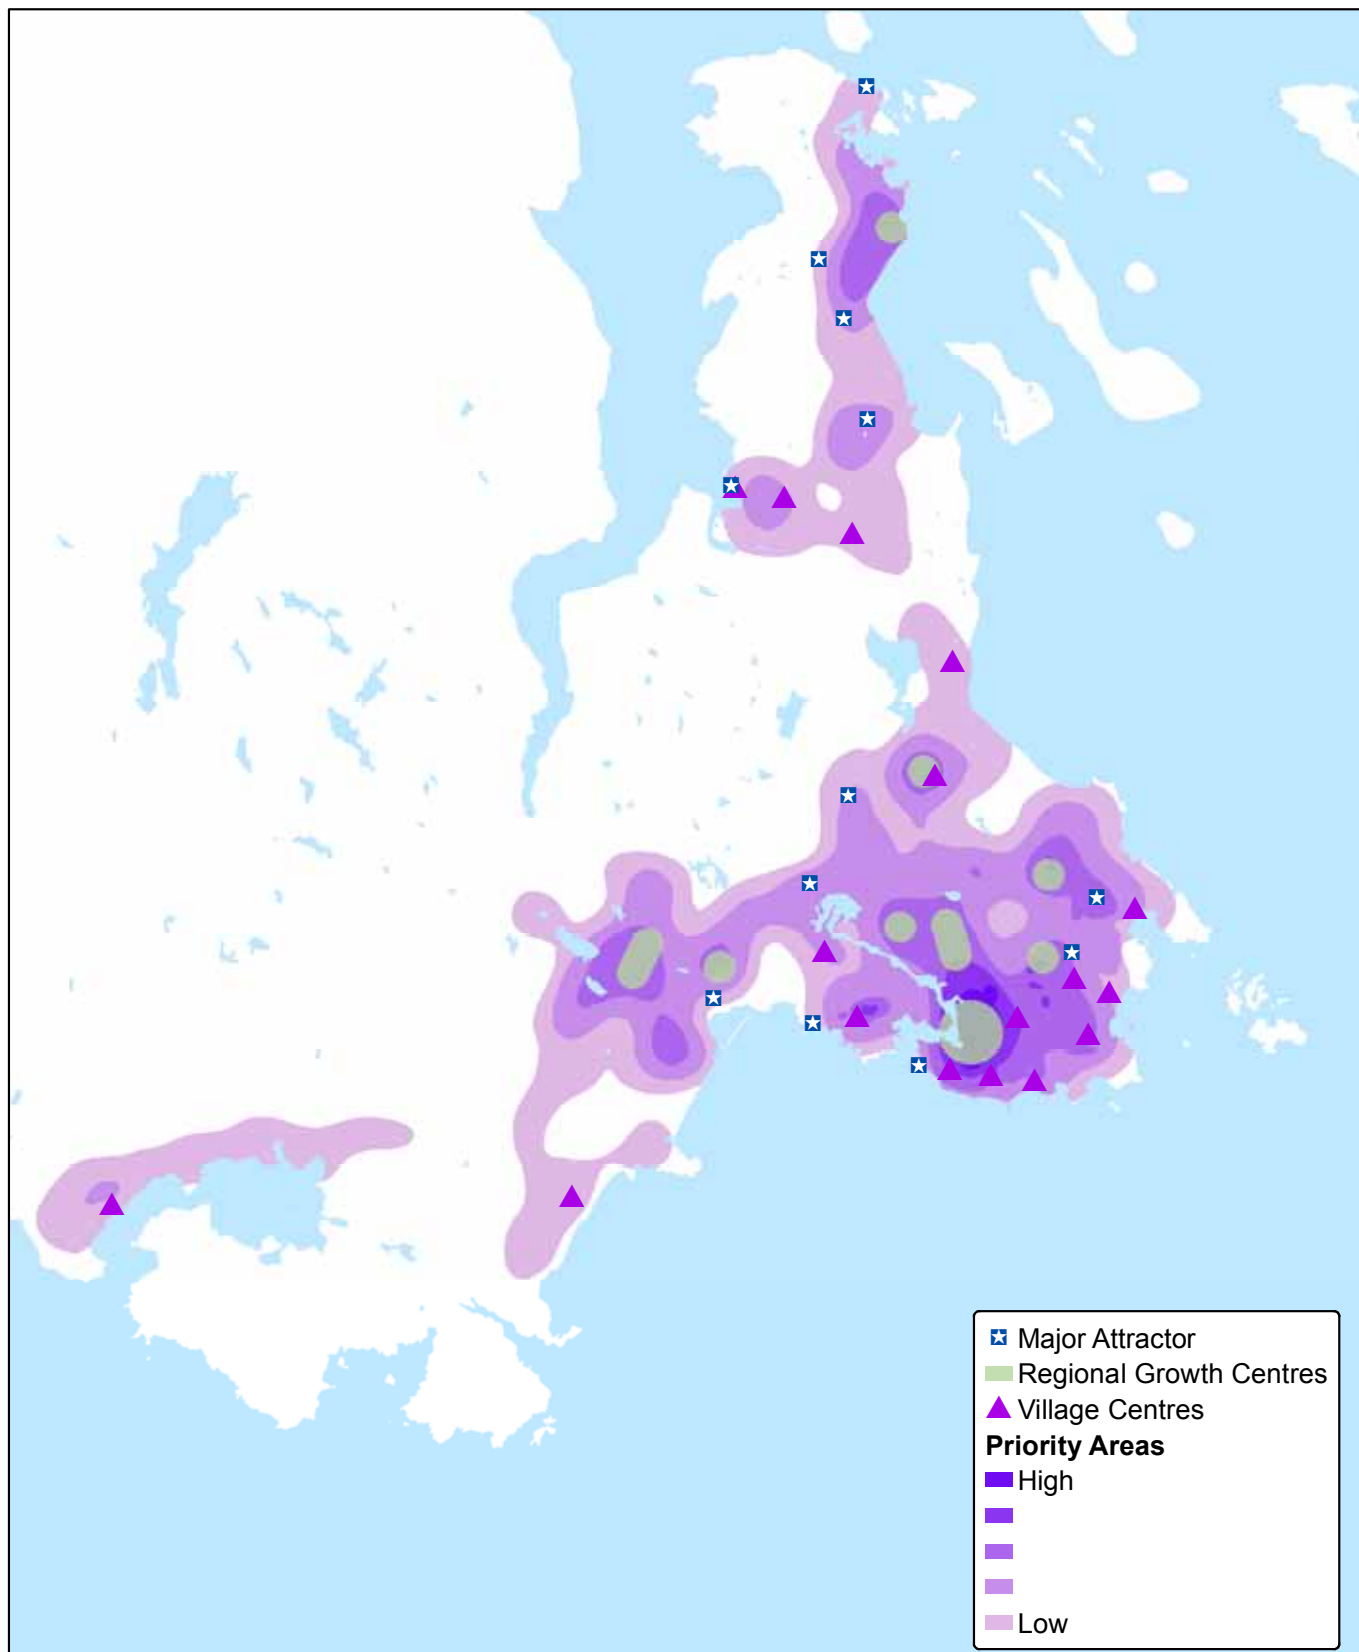 Major Attractor
Regional Growth Centres
Village Centres
Priority Areas
High
Low